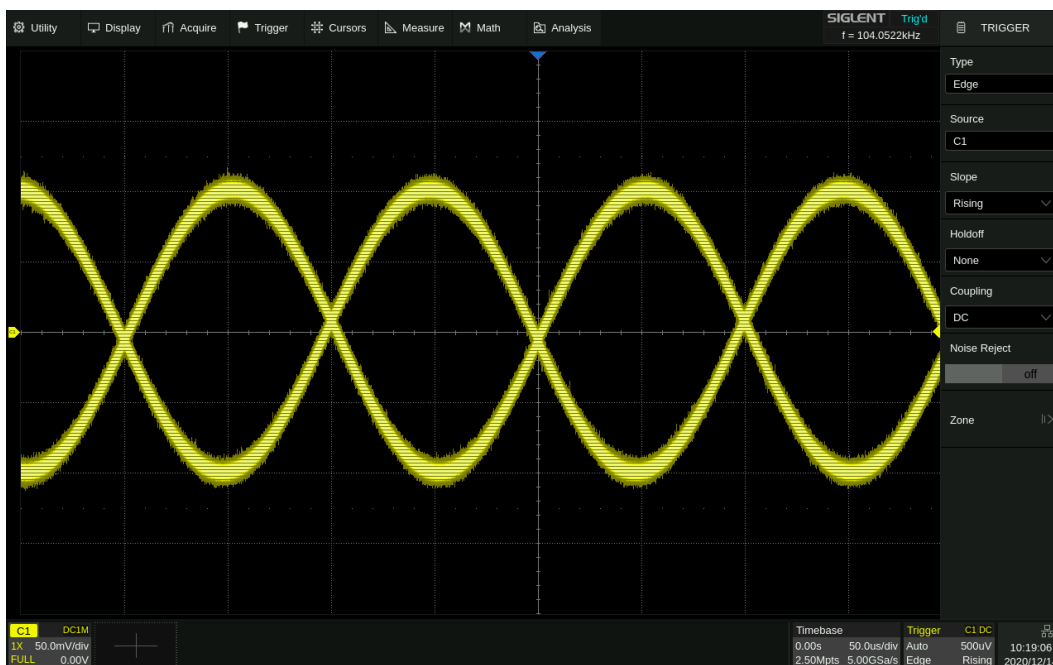 Utility Display Acquire Trigger Cursors Measure Math Analysis
SIGLENT Trig'd
f = 104.0522kHz
TRIGGER
Type
Edge
Source
C1
Slope
Rising
Holdoff
None
Coupling
DC
Noise Reject
off
Zone
C1 DC1M
1X 50.0mV/div
FULL 0.00V
Timebase
0.00s 50.0us/div
2.50Mpts 5.00GSa/s
Trigger C1 DC
Auto 500uV
Edge Rising
10:19:06